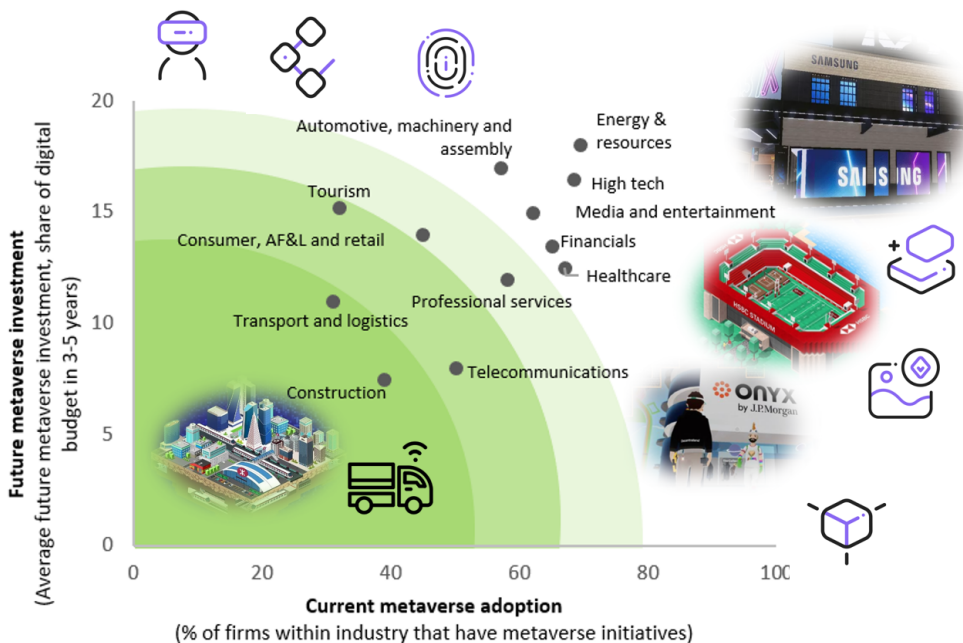 20
15
10
5
0
0
20
40
60
80
Future metaverse investment
(Average future metaverse investment, share of digital
budget in 3-5 years)
Automotive, machinery and
assembly
Energy &
resources
High tech
Tourism
Media and entertainment
Consumer, AF&L and retail
Financials
Healthcare
Professional services
Transport and logistics
Telecommunications
Construction
Current metaverse adoption
(% of firms within industry that have metaverse initiatives)
SAMSUNG
SAMSUNG
HSBC STADIUM
ONYX
by J.P.Morgan